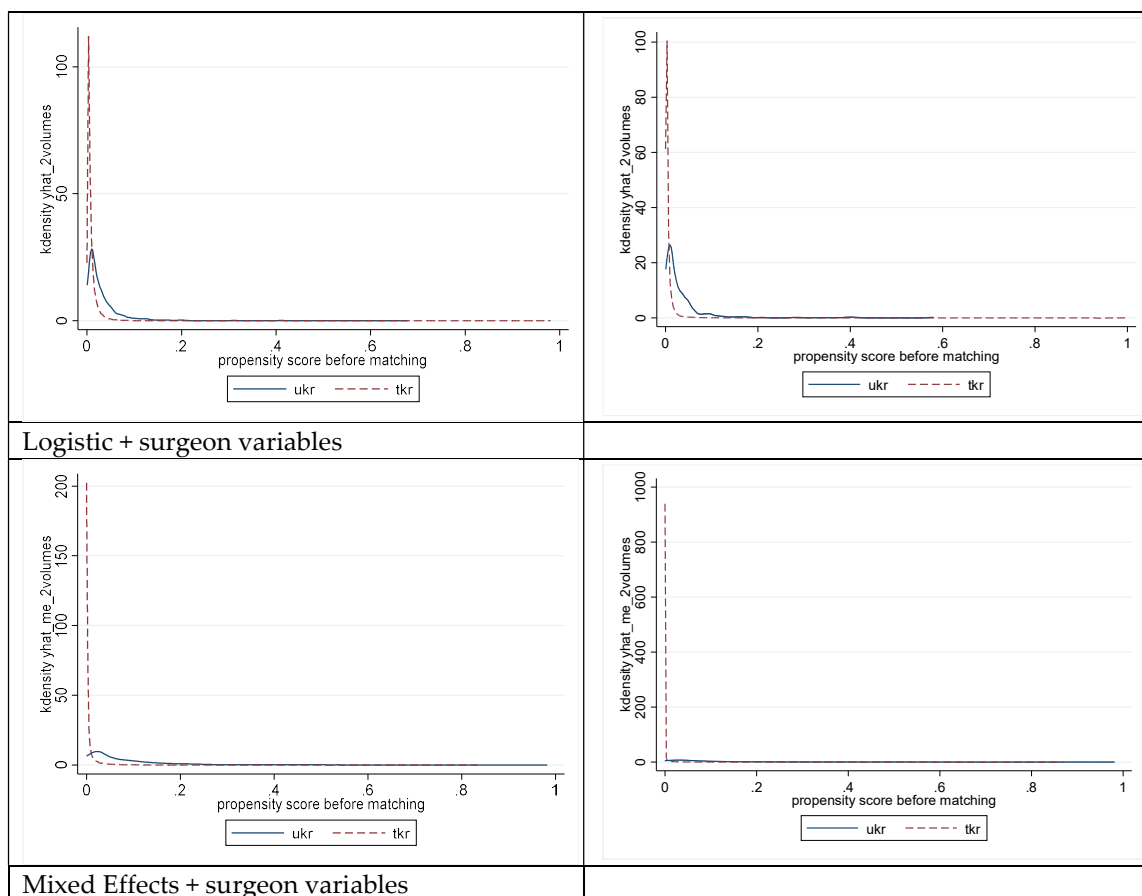 kdensity yhat_2volumes
100
50
0
0 .2 .4 .6 .8 1
propensity score before matching
ukr tkr
kdensity yhat_2volumes
100
80
60
40
20
0
0 .2 .4 .6 .8 1
propensity score before matching
ukr tkr
Logistic + surgeon variables
kdensity yhat_me_2volumes
200
150
100
50
0
0 .2 .4 .6 .8 1
propensity score before matching
ukr tkr
kdensity yhat_me_2volumes
1000
800
600
400
200
0
0 .2 .4 .6 .8 1
propensity score before matching
ukr tkr
Mixed Effects + surgeon variables